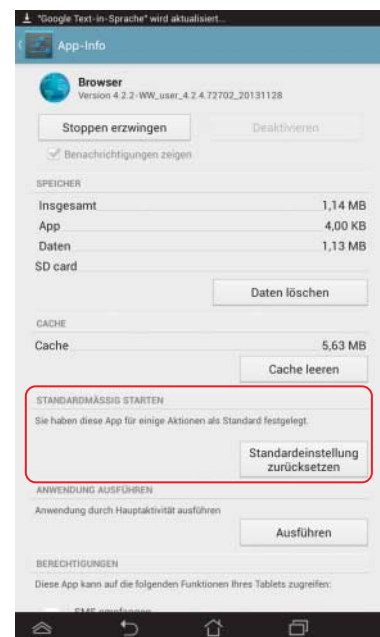 "Google Text-in-Sprache" wird aktualisiert...
App-Info
Browser
Version 4.2.2-WW_user_4.2.4.72702_20131128
Stoppen erzwingen
Deaktivieren
Benachrichtigungen zeigen
SPEICHER
Insgesamt 1,14 MB
App 4,00 KB
Daten 1,13 MB
SD card
Daten löschen
CACHE
Cache 5,63 MB
Cache leeren
STANDARDMÄSSIG STARTEN
Sie haben diese App für einige Aktionen als Standard festgelegt.
Standardeinstellung
zurücksetzen
ANWENDUNG AUSFÜHREN
Anwendung durch Hauptaktivität ausführen
Ausführen
BERECHTIGUNGEN
Diese App kann auf die folgenden Funktionen Ihres Tablets zugreifen:
SMS empfangen